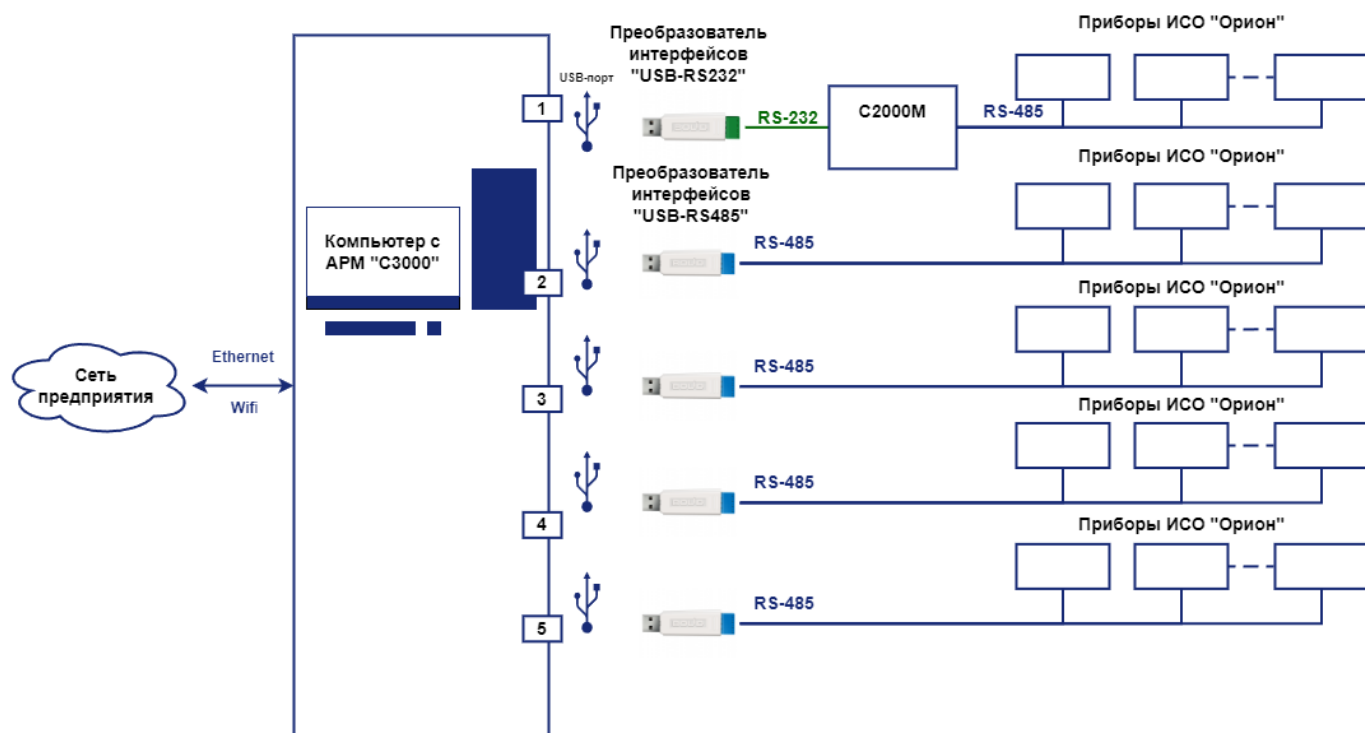 Преобразователь
интерфейсов
"USB-RS232"
Приборы ИСО "Орион"
USB-порт
1
RS-232
С2000М
RS-485
Преобразователь
интерфейсов
"USB-RS485"
Приборы ИСО "Орион"
Компьютер с
АРМ "С3000"
2
RS-485
Приборы ИСО "Орион"
Сеть
предприятия
Ethernet
Wifi
3
RS-485
Приборы ИСО "Орион"
4
RS-485
Приборы ИСО "Орион"
5
RS-485